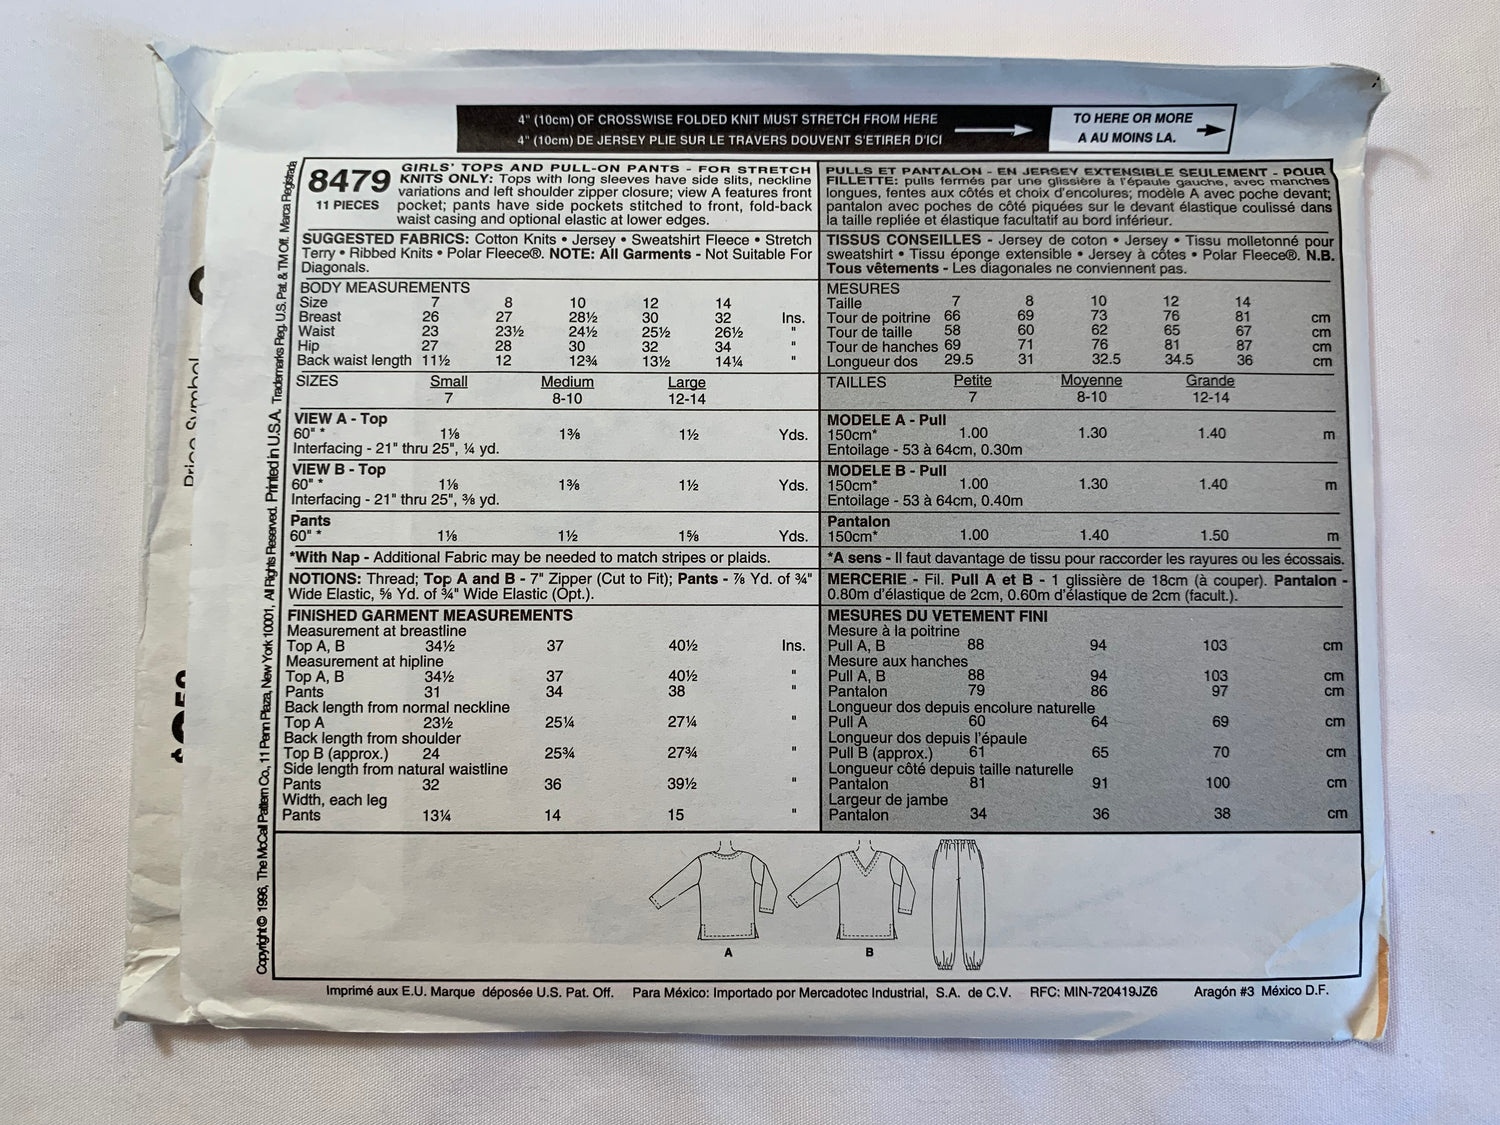 4" (10cm) OF CROSSWISE FOLDED KNIT MUST STRETCH FROM HERE
4" (10cm) DE JERSEY PLIE SUR LE TRAVERS DOUVENT S'ETIRER D'ICI
TO HERE OR MORE
A AU MOINS LA.
8479
11 PIECES
GIRLS' TOPS AND PULL-ON PANTS - FOR STRETCH
KNITS ONLY: Tops with long sleeves have side slits, neckline
variations and left shoulder zipper closure; view A features front
pocket; pants have side pockets stitched to front, fold-back
waist casing and optional elastic at lower edges.
SUGGESTED FABRICS: Cotton Knits • Jersey • Sweatshirt Fleece • Stretch
Terry • Ribbed Knits • Polar Fleece®. NOTE: All Garments - Not Suitable For
Diagonals.
BODY MEASUREMENTS
Size 7 8 10 12 14
Breast 26 27 28½ 30 32 Ins.
Waist 23 23½ 24½ 25½ 26½ "
Hip 27 28 30 32 34 "
Back waist length 11½ 12 12¾ 13½ 14¼ "
SIZES Small Medium Large
7 8-10 12-14
VIEW A - Top
60" * 1⅛ 1⅜ 1½ Yds.
Interfacing - 21" thru 25", ¼ yd.
VIEW B - Top
60" * 1⅛ 1⅜ 1½ Yds.
Interfacing - 21" thru 25", ⅜ yd.
Pants
60" * 1⅛ 1½ 1⅝ Yds.
*With Nap - Additional Fabric may be needed to match stripes or plaids.
NOTIONS: Thread; Top A and B - 7" Zipper (Cut to Fit); Pants - ⅞ Yd. of ¾"
Wide Elastic, ⅝ Yd. of ¾" Wide Elastic (Opt.).
FINISHED GARMENT MEASUREMENTS
Measurement at breastline
Top A, B 34½ 37 40½ Ins.
Measurement at hipline
Top A, B 34½ 37 40½ "
Pants 31 34 38 "
Back length from normal neckline
Top A 23½ 25¼ 27¼ "
Back length from shoulder
Top B (approx.) 24 25¾ 27¾ "
Side length from natural waistline
Pants 32 36 39½ "
Width, each leg
Pants 13¼ 14 15 "
PULLS ET PANTALON - EN JERSEY EXTENSIBLE SEULEMENT - POUR
FILLETTE: pulls fermés par une glissière à l'épaule gauche, avec manches
longues, fentes aux côtés et choix d'encolures; modèle A avec poche devant;
pantalon avec poches de côté piquées sur le devant élastique coulissé dans
la taille repliée et élastique facultatif au bord inférieur.
TISSUS CONSEILLES - Jersey de coton • Jersey • Tissu molletonné pour
sweatshirt • Tissu éponge extensible • Jersey à côtes • Polar Fleece®. N.B.
Tous vêtements - Les diagonales ne conviennent pas.
MESURES
Taille 7 8 10 12 14
Tour de poitrine 66 69 73 76 81 cm
Tour de taille 58 60 62 65 67 cm
Tour de hanches 69 71 76 81 87 cm
Longueur dos 29.5 31 32.5 34.5 36 cm
TAILLES Petite Moyenne Grande
7 8-10 12-14
MODELE A - Pull
150cm* 1.00 1.30 1.40 m
Entoilage - 53 à 64cm, 0.30m
MODELE B - Pull
150cm* 1.00 1.30 1.40 m
Entoilage - 53 à 64cm, 0.40m
Pantalon
150cm* 1.00 1.40 1.50 m
*A sens - Il faut davantage de tissu pour raccorder les rayures ou les écossais.
MERCERIE - Fil. Pull A et B - 1 glissière de 18cm (à couper). Pantalon -
0.80m d'élastique de 2cm, 0.60m d'élastique de 2cm (facult.).
MESURES DU VETEMENT FINI
Mesure à la poitrine
Pull A, B 88 94 103 cm
Mesure aux hanches
Pull A, B 88 94 103 cm
Pantalon 79 86 97 cm
Longueur dos depuis encolure naturelle
Pull A 60 64 69 cm
Longueur dos depuis l'épaule
Pull B (approx.) 61 65 70 cm
Longueur côté depuis taille naturelle
Pantalon 81 91 100 cm
Largeur de jambe
Pantalon 34 36 38 cm
A B
Imprimé aux E.U. Marque déposée U.S. Pat. Off. Para México: Importado por Mercadotec Industrial, S.A. de C.V. RFC: MIN-720419JZ6 Aragón #3 México D.F.
Copyright © 1996, The McCall Pattern Co., 11 Penn Plaza, New York 10001, All Rights Reserved. Printed in U.S.A. Trademarks Reg. U.S. Pat. & TM Off. Marca Registrada
Price Symbol